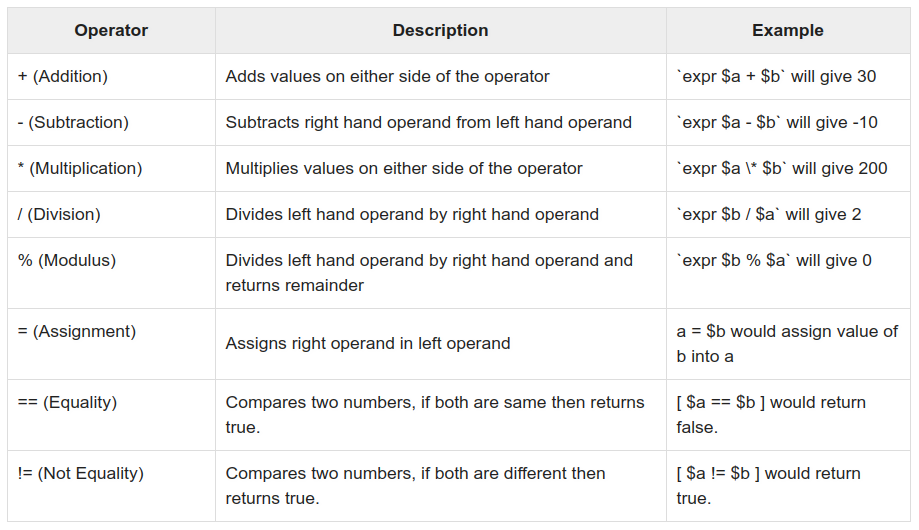 Operator Description Example
+ (Addition) Adds values on either side of the operator `expr $a + $b` will give 30
- (Subtraction) Subtracts right hand operand from left hand operand `expr $a - $b` will give -10
* (Multiplication) Multiplies values on either side of the operator `expr $a \* $b` will give 200
/ (Division) Divides left hand operand by right hand operand `expr $b / $a` will give 2
% (Modulus) Divides left hand operand by right hand operand and `expr $b % $a` will give 0
returns remainder
= (Assignment) Assigns right operand in left operand a = $b would assign value of
b into a
== (Equality) Compares two numbers, if both are same then returns [ $a == $b ] would return
true. false.
!= (Not Equality) Compares two numbers, if both are different then [ $a != $b ] would return
returns true. true.